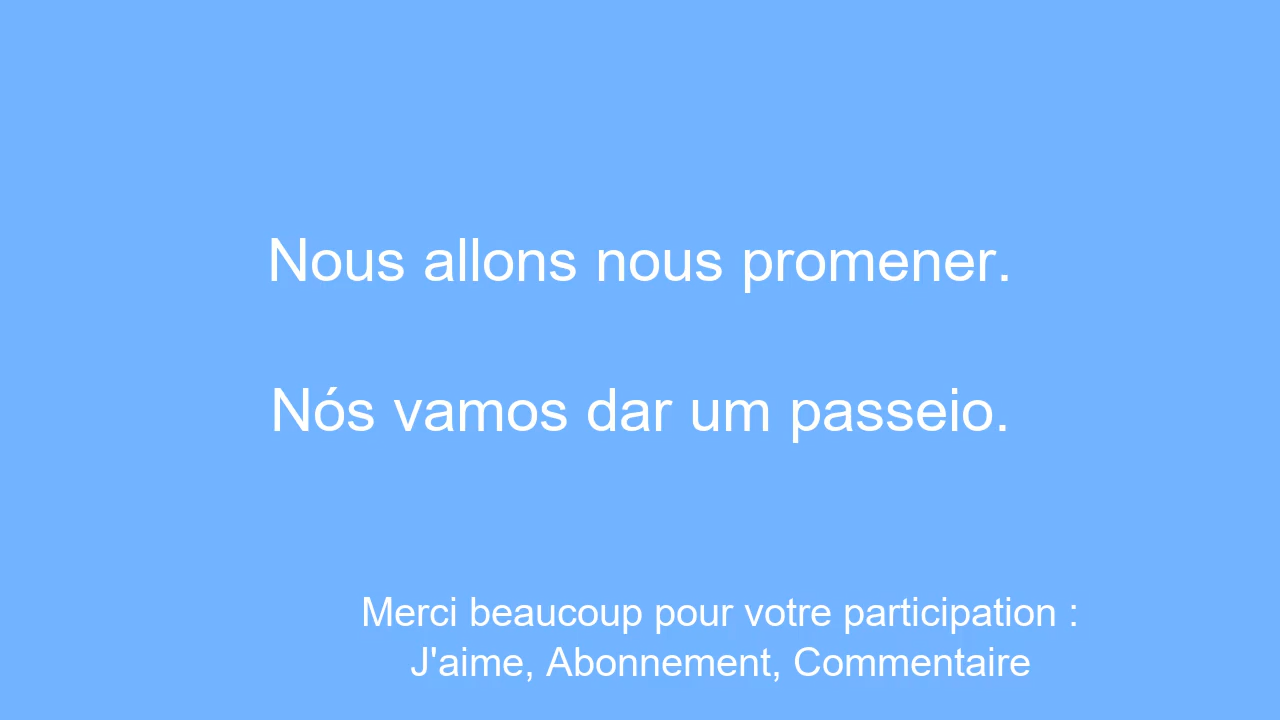 Nous allons nous promener.
Nós vamos dar um passeio.
Merci beaucoup pour votre participation :
J'aime, Abonnement, Commentaire